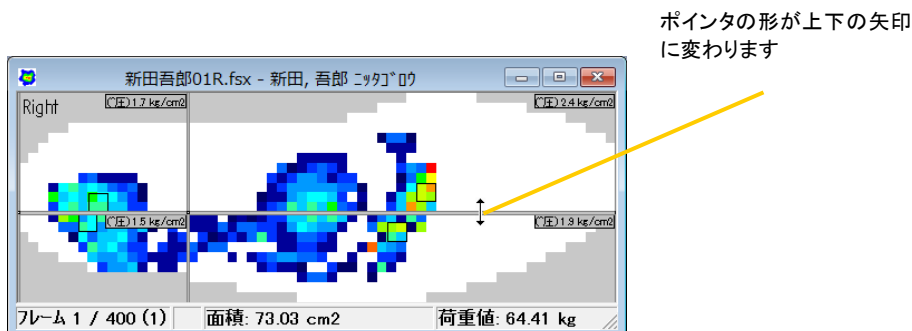 ポインタの形が上下の矢印
に変わります
新田吾郎01R.fsx - 新田, 吾郎 ﾆｯﾀｺﾞﾛｳ
Right
(ﾟ圧) 1.7 kg/cm2
(ﾟ圧) 2.4 kg/cm2
(ﾟ圧) 1.5 kg/cm2
(ﾟ圧) 1.9 kg/cm2
ﾌﾚｰﾑ 1 / 400 (1)
面積: 73.03 cm2
荷重値: 64.41 kg